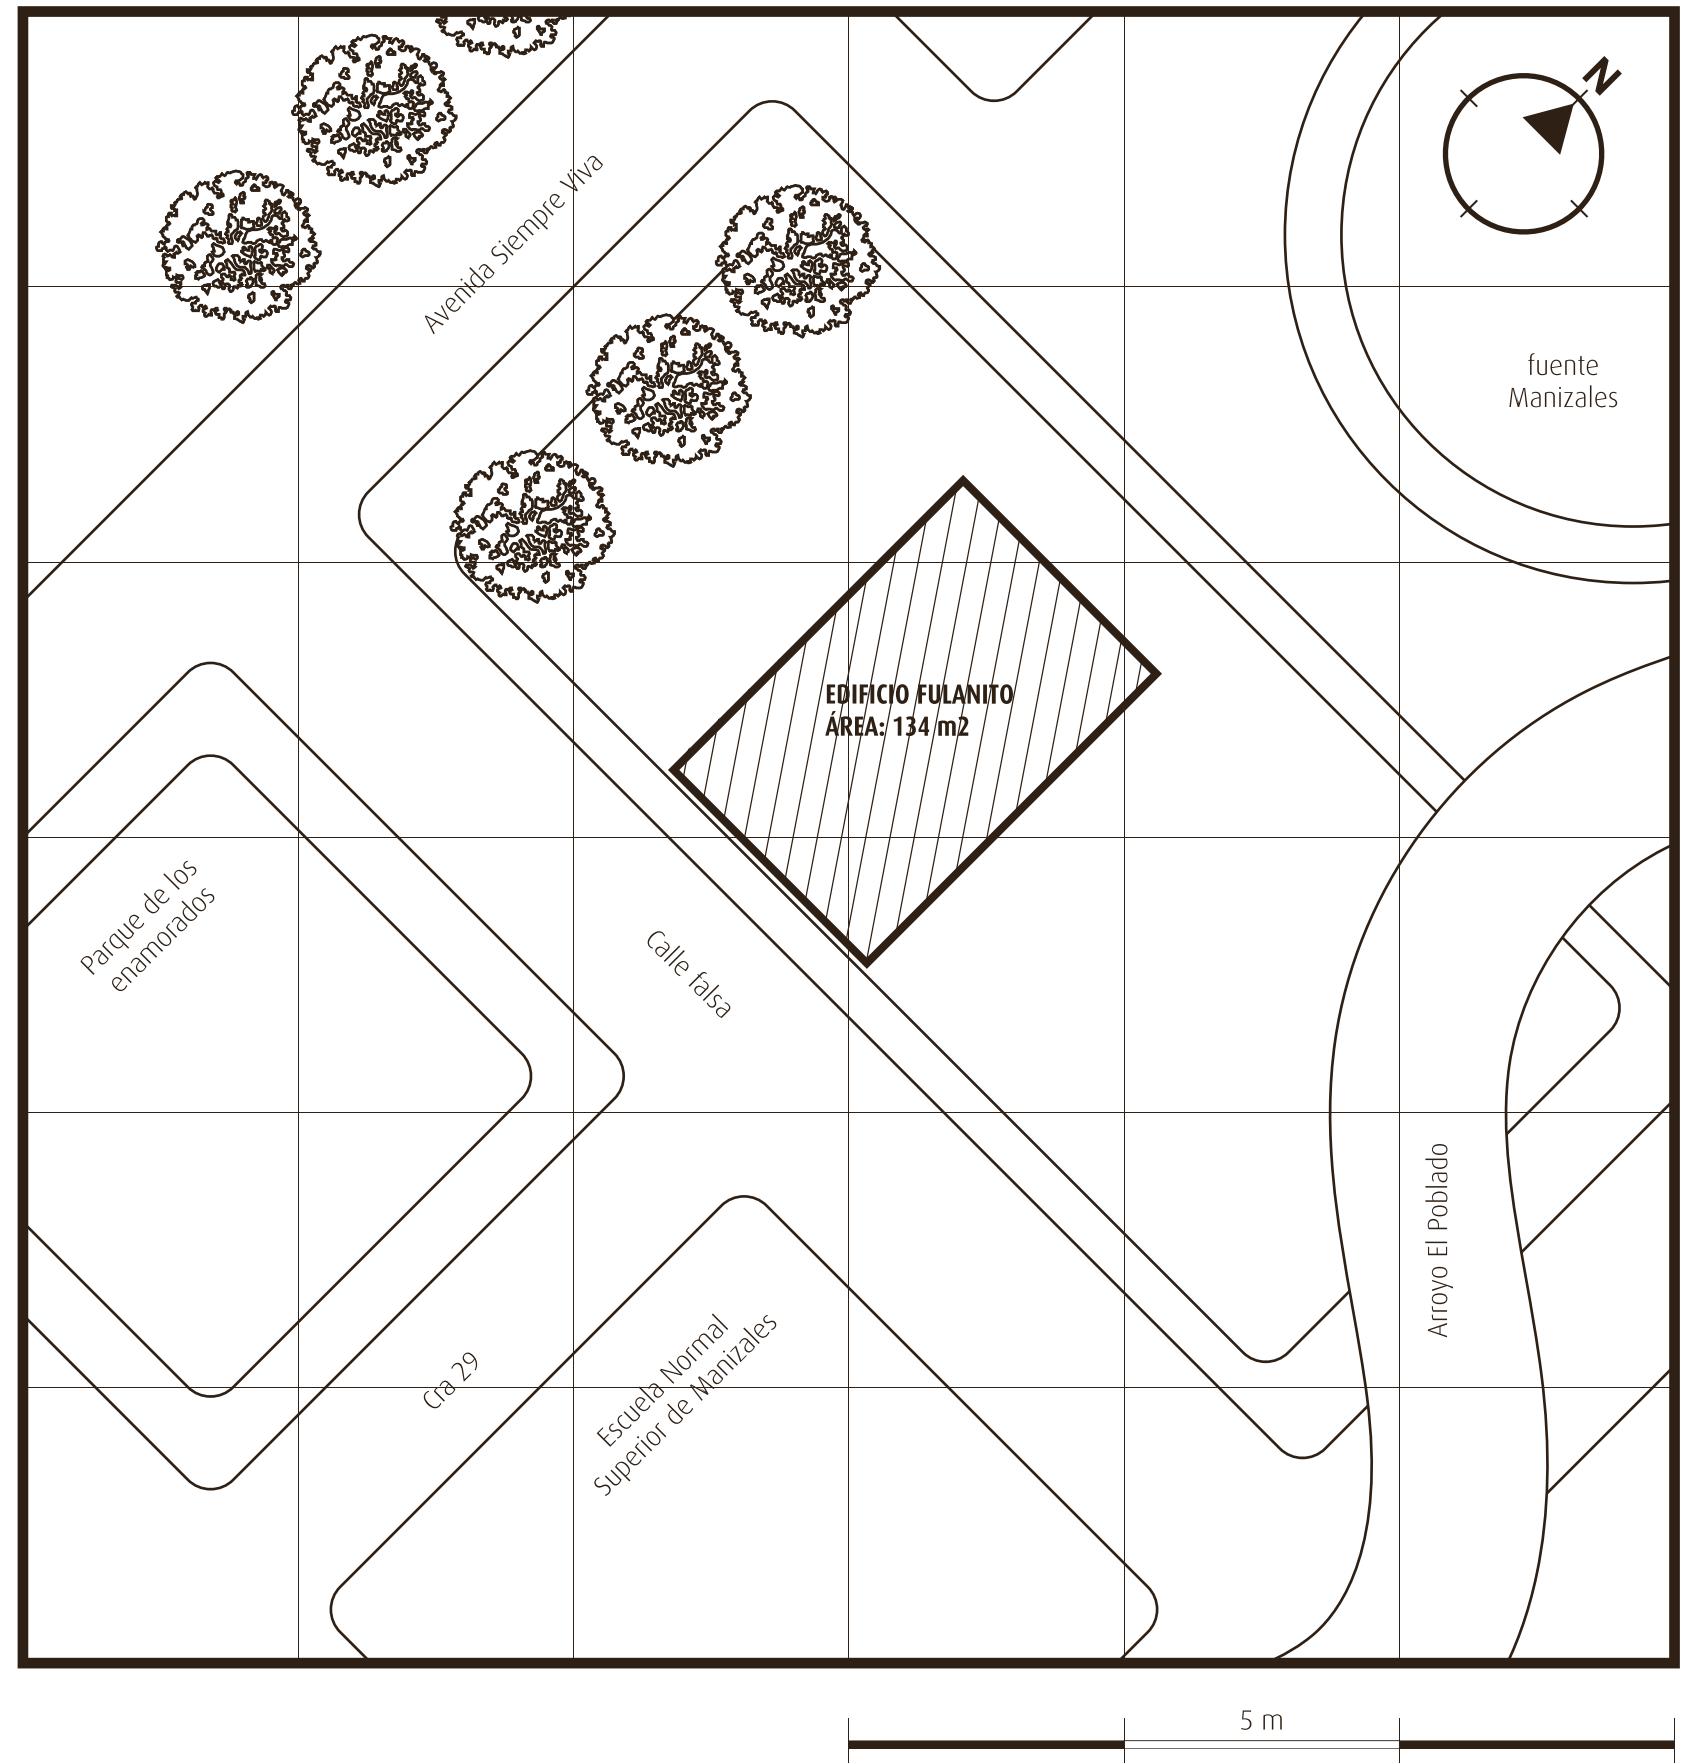 N
Avenida Siempre Viva
fuente
Manizales
EDIFICIO FULANITO
ÁREA: 134 m2
Parque de los
enamorados
Calle falsa
Arroyo El Poblado
Cra 29
Escuela Normal
Superior de Manizales
5 m